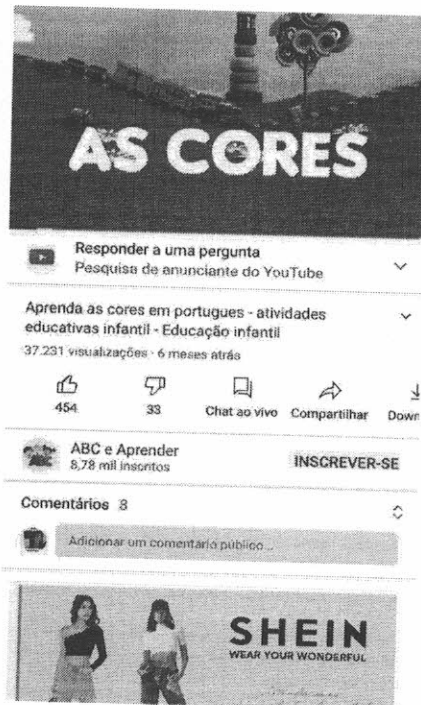 AS CORES
Responder a uma pergunta
Pesquisa de anunciante do YouTube
Aprenda as cores em portugues - atividades
educativas infantil - Educação infantil
37.231 visualizações · 6 meses atrás
454 33 Chat ao vivo Compartilhar Down
ABC e Aprender
8,78 mil inscritos
INSCREVER-SE
Comentários 8
Adicionar um comentário público...
SHEIN
WEAR YOUR WONDERFUL